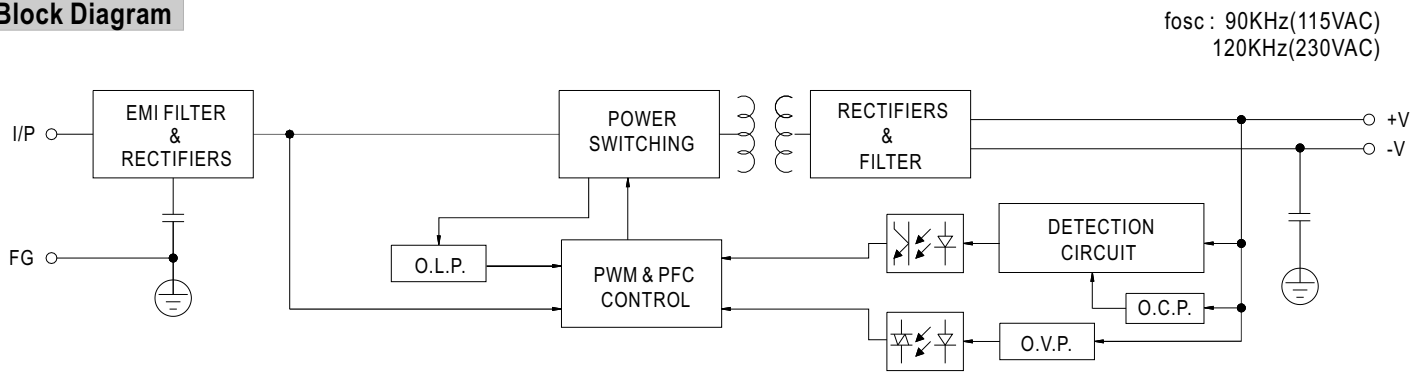 Block Diagram
fosc : 90KHz(115VAC)
120KHz(230VAC)
I/P
EMI FILTER
&
RECTIFIERS
POWER
SWITCHING
RECTIFIERS
&
FILTER
+V
-V
FG
O.L.P.
PWM & PFC
CONTROL
DETECTION
CIRCUIT
O.C.P.
O.V.P.